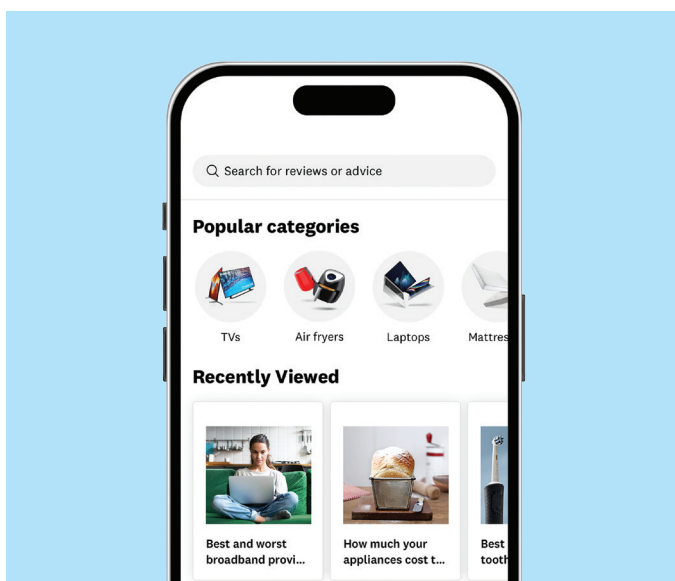 Search for reviews or advice
Popular categories
TVs
Air fryers
Laptops
Mattres
Recently Viewed
Best and worst
broadband provi...
How much your
appliances cost t...
Best
tooth